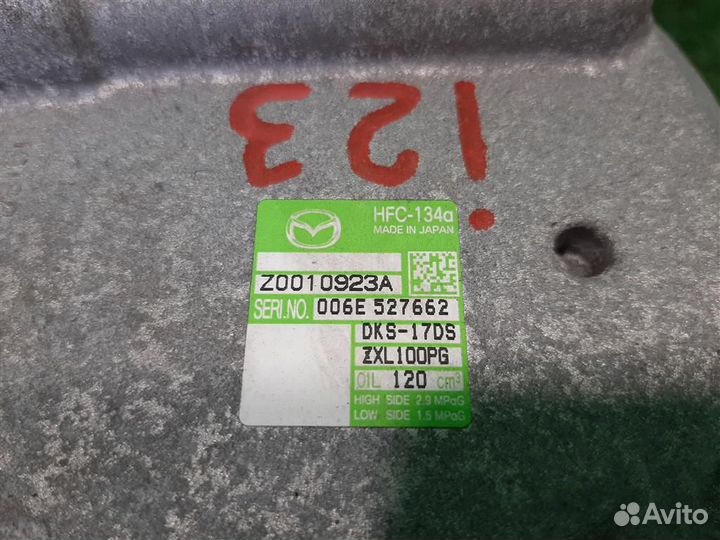 i23
HFC-134a
MADE IN JAPAN
Z0010923A
SERI.NO. 006E 527662
DKS-17DS
ZXL100PG
OIL 120 cm³
HIGH SIDE 2.9 MPaG
LOW SIDE 1.5 MPaG
Avito